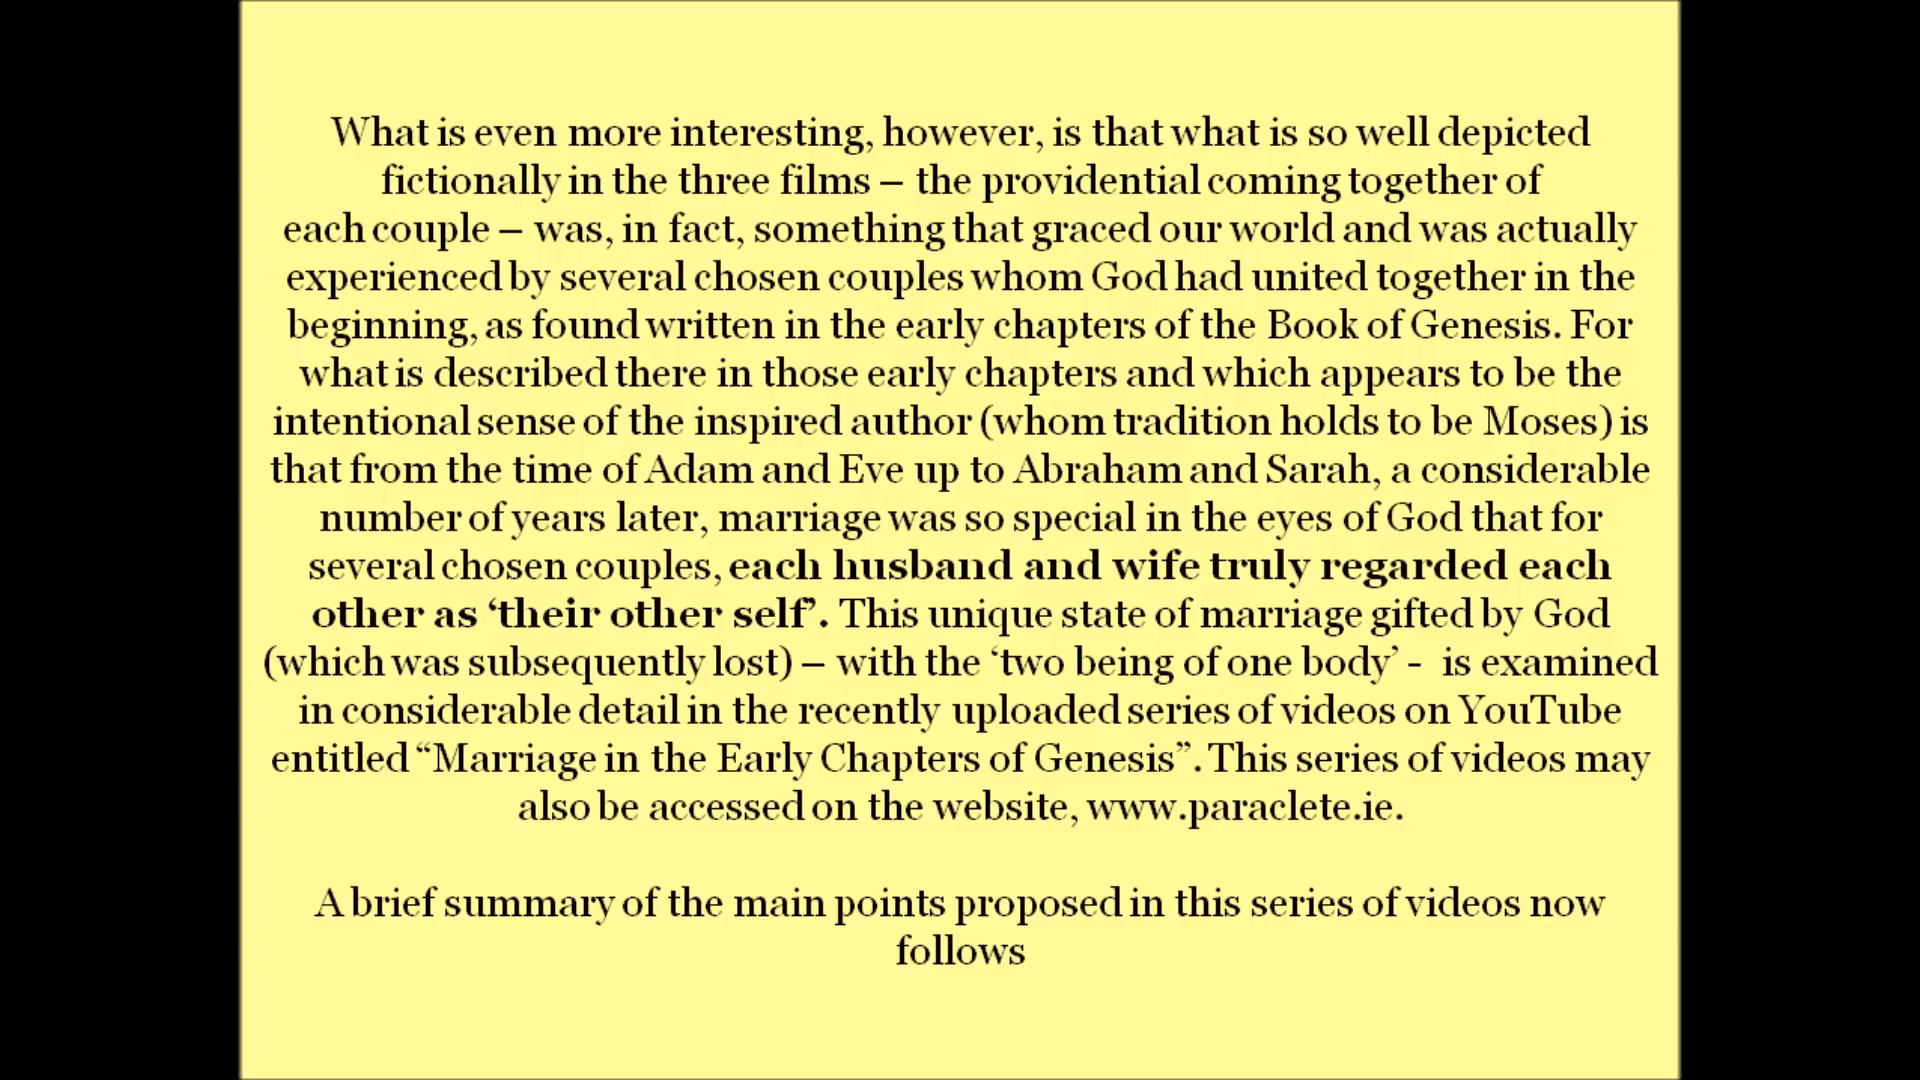 What is even more interesting, however, is that what is so well depicted
fictionally in the three films – the providential coming together of
each couple – was, in fact, something that graced our world and was actually
experienced by several chosen couples whom God had united together in the
beginning, as found written in the early chapters of the Book of Genesis. For
what is described there in those early chapters and which appears to be the
intentional sense of the inspired author (whom tradition holds to be Moses) is
that from the time of Adam and Eve up to Abraham and Sarah, a considerable
number of years later, marriage was so special in the eyes of God that for
several chosen couples, each husband and wife truly regarded each
other as ‘their other self’. This unique state of marriage gifted by God
(which was subsequently lost) – with the ‘two being of one body’ - is examined
in considerable detail in the recently uploaded series of videos on YouTube
entitled “Marriage in the Early Chapters of Genesis”. This series of videos may
also be accessed on the website, www.paraclete.ie.
A brief summary of the main points proposed in this series of videos now
follows